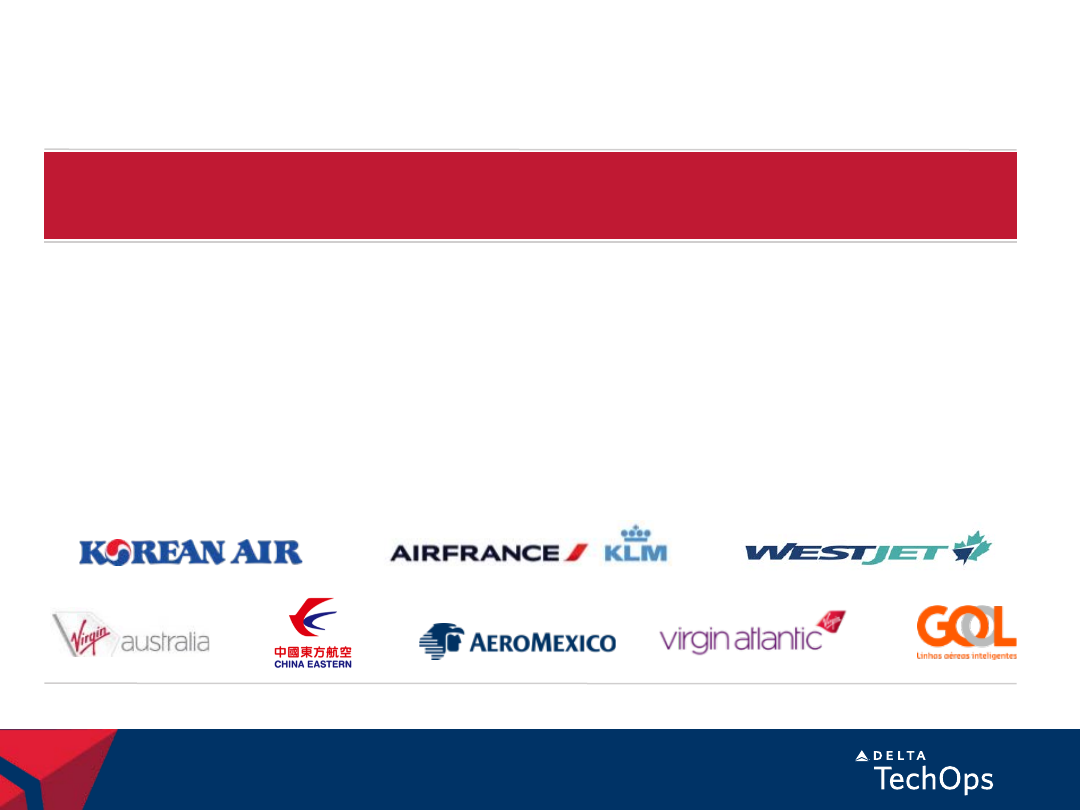 KOREAN AIR
AIRFRANCE KLM
WESTJET
Virgin australia
中國東方航空
CHINA EASTERN
AEROMEXICO
virgin atlantic
Virgin
GOL
Linhas aéreas inteligentes
DELTA
TechOps